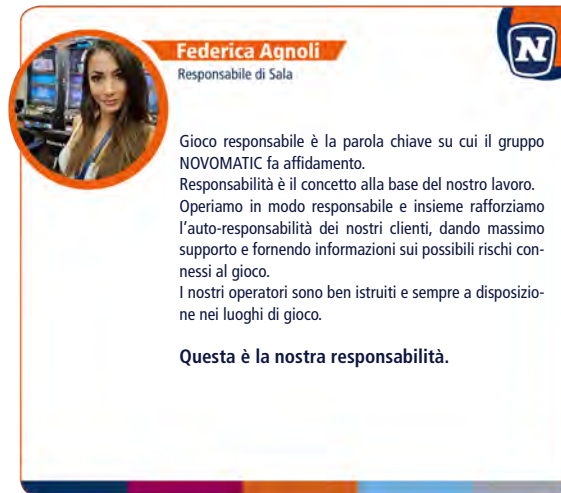 Federica Agnoli
Responsabile di Sala
N
Gioco responsabile è la parola chiave su cui il gruppo
NOVOMATIC fa affidamento.
Responsabilità è il concetto alla base del nostro lavoro.
Operiamo in modo responsabile e insieme rafforziamo
l'auto-responsabilità dei nostri clienti, dando massimo
supporto e fornendo informazioni sui possibili rischi con-
nessi al gioco.
I nostri operatori sono ben istruiti e sempre a disposizio-
ne nei luoghi di gioco.
Questa è la nostra responsabilità.